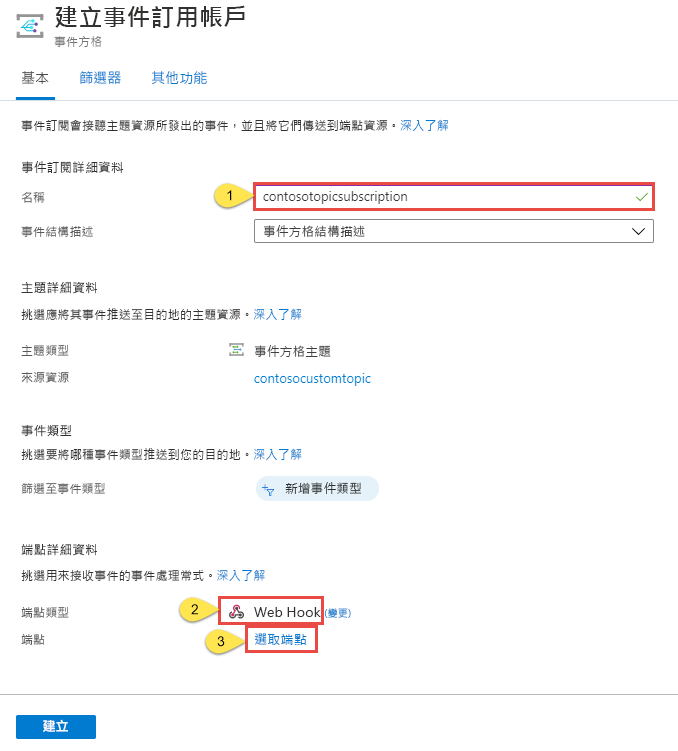 建立事件訂用帳戶
事件方格
基本 篩選器 其他功能
事件訂閱會接聽主題資源所發出的事件，並且將它們傳送到端點資源。深入了解
事件訂閱詳細資料
名稱 1 contosotopicsubscription
事件結構描述 事件方格結構描述
主題詳細資料
挑選應將其事件推送至目的地的主題資源。深入了解
主題類型 事件方格主題
來源資源 contosocustomtopic
事件類型
挑選要將哪種事件類型推送到您的目的地。深入了解
篩選至事件類型 新增事件類型
端點詳細資料
挑選用來接收事件的事件處理常式。深入了解
端點類型 2 Web Hook (變更)
端點 3 選取端點
建立